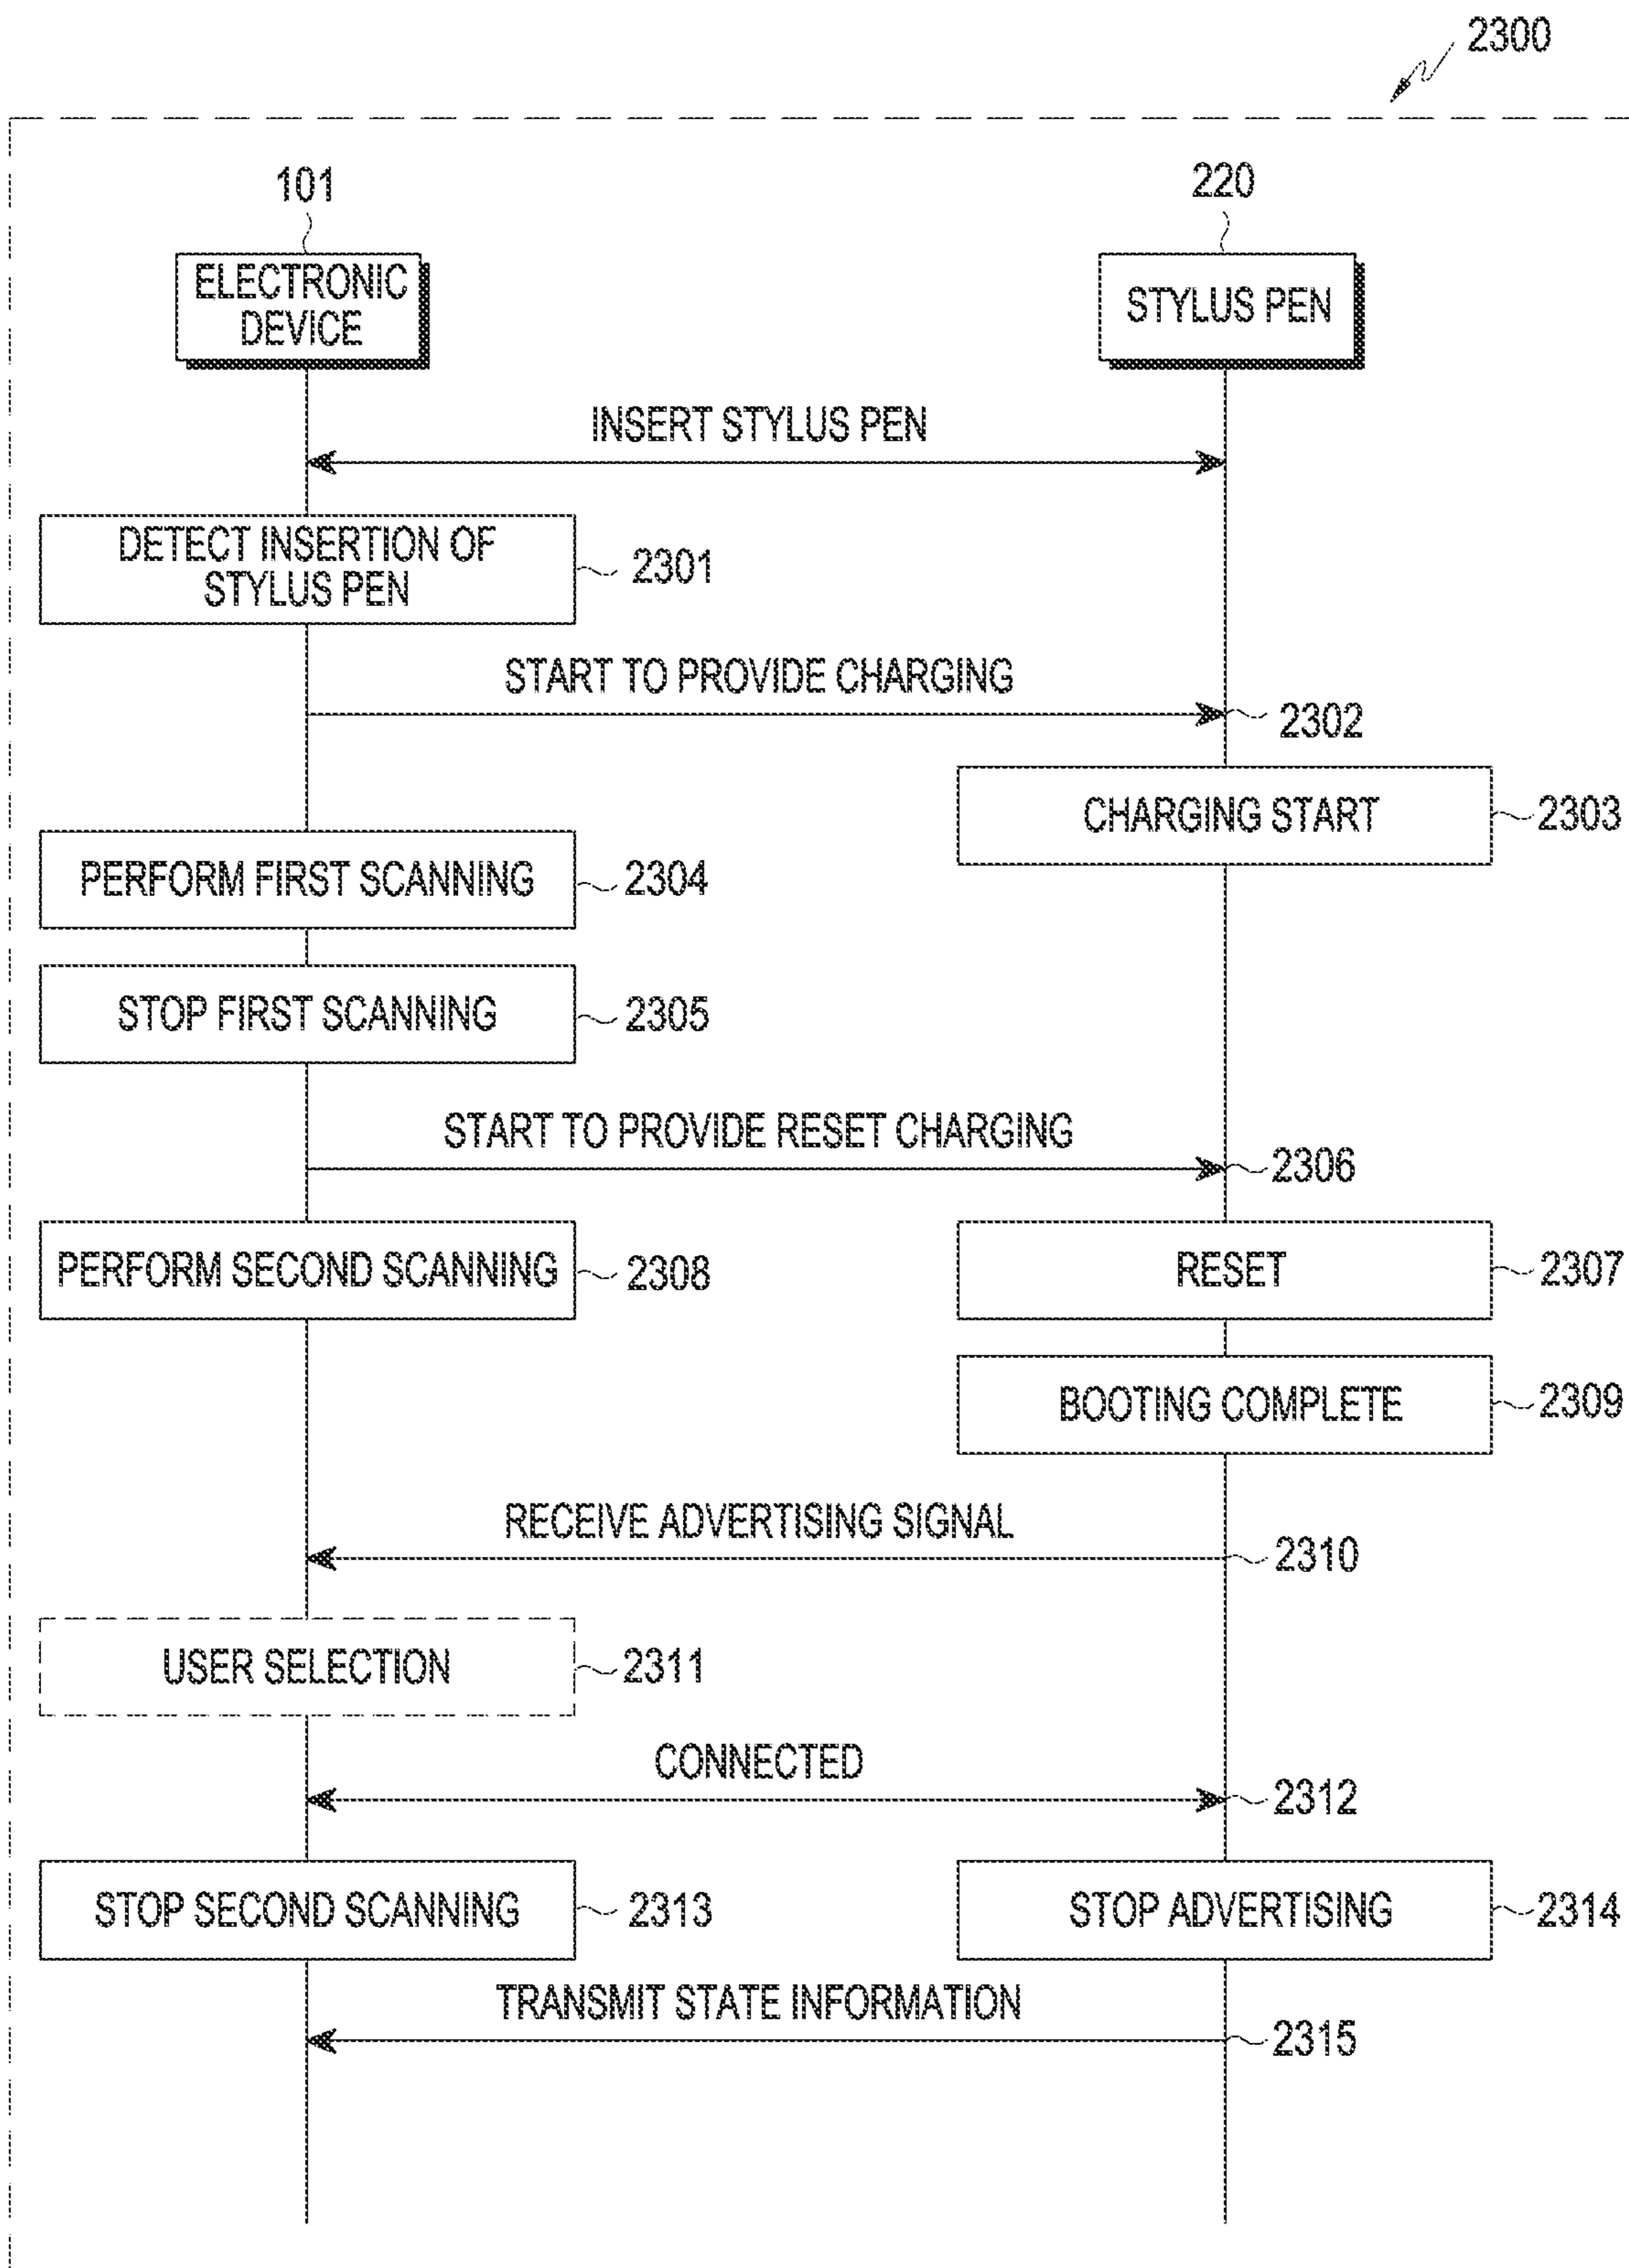 2300
101
220
ELECTRONIC
DEVICE
STYLUS PEN
INSERT STYLUS PEN
DETECT INSERTION OF
STYLUS PEN
2301
START TO PROVIDE CHARGING
2302
CHARGING START
2303
PERFORM FIRST SCANNING
2304
STOP FIRST SCANNING
2305
START TO PROVIDE RESET CHARGING
2306
PERFORM SECOND SCANNING
2308
RESET
2307
BOOTING COMPLETE
2309
RECEIVE ADVERTISING SIGNAL
2310
USER SELECTION
2311
CONNECTED
2312
STOP SECOND SCANNING
2313
STOP ADVERTISING
2314
TRANSMIT STATE INFORMATION
2315